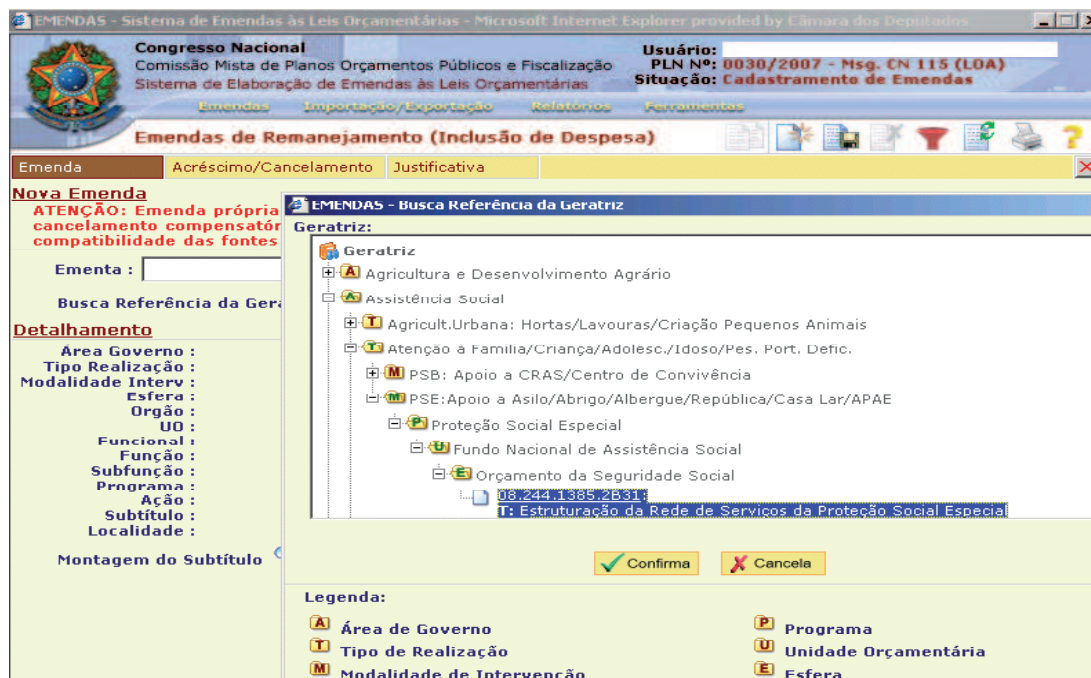 EMENDAS - Sistema de Emendas às Leis Orçamentárias - Microsoft Internet Explorer provided by Câmara dos Deputados
Congresso Nacional
Comissão Mista de Planos Orçamentos Públicos e Fiscalização
Sistema de Elaboração de Emendas às Leis Orçamentárias
Usuário:
PLN Nº: 0030/2007 - Msg. CN 115 (LOA)
Situação: Cadastramento de Emendas
Emendas Importação/Exportação Relatórios Ferramentas
Emendas de Remanejamento (Inclusão de Despesa)
Emenda Acréscimo/Cancelamento Justificativa
Nova Emenda
ATENÇÃO: Emenda própria
cancelamento compensatór
compatibilidade das fontes
Ementa :
Busca Referência da Gera
Detalhamento
Área Governo :
Tipo Realização :
Modalidade Interv :
Esfera :
Orgão :
UO :
Funcional :
Função :
Subfunção :
Programa :
Ação :
Subtítulo :
Localidade :
Montagem do Subtítulo
EMENDAS - Busca Referência da Geratriz
Geratriz:
Geratriz
A Agricultura e Desenvolvimento Agrário
A Assistência Social
T Agricult.Urbana: Hortas/Lavouras/Criação Pequenos Animais
T Atenção à Família/Criança/Adolesc./Idoso/Pes. Port. Defic.
M PSB: Apoio a CRAS/Centro de Convivência
M PSE:Apoio a Asilo/Abrigo/Albergue/República/Casa Lar/APAE
P Proteção Social Especial
U Fundo Nacional de Assistência Social
E Orçamento da Seguridade Social
08.244.1385.2B31:
T: Estruturação da Rede de Serviços da Proteção Social Especial
Confirma Cancela
Legenda:
A Área de Governo
T Tipo de Realização
M Modalidade de Intervenção
P Programa
U Unidade Orçamentária
E Esfera